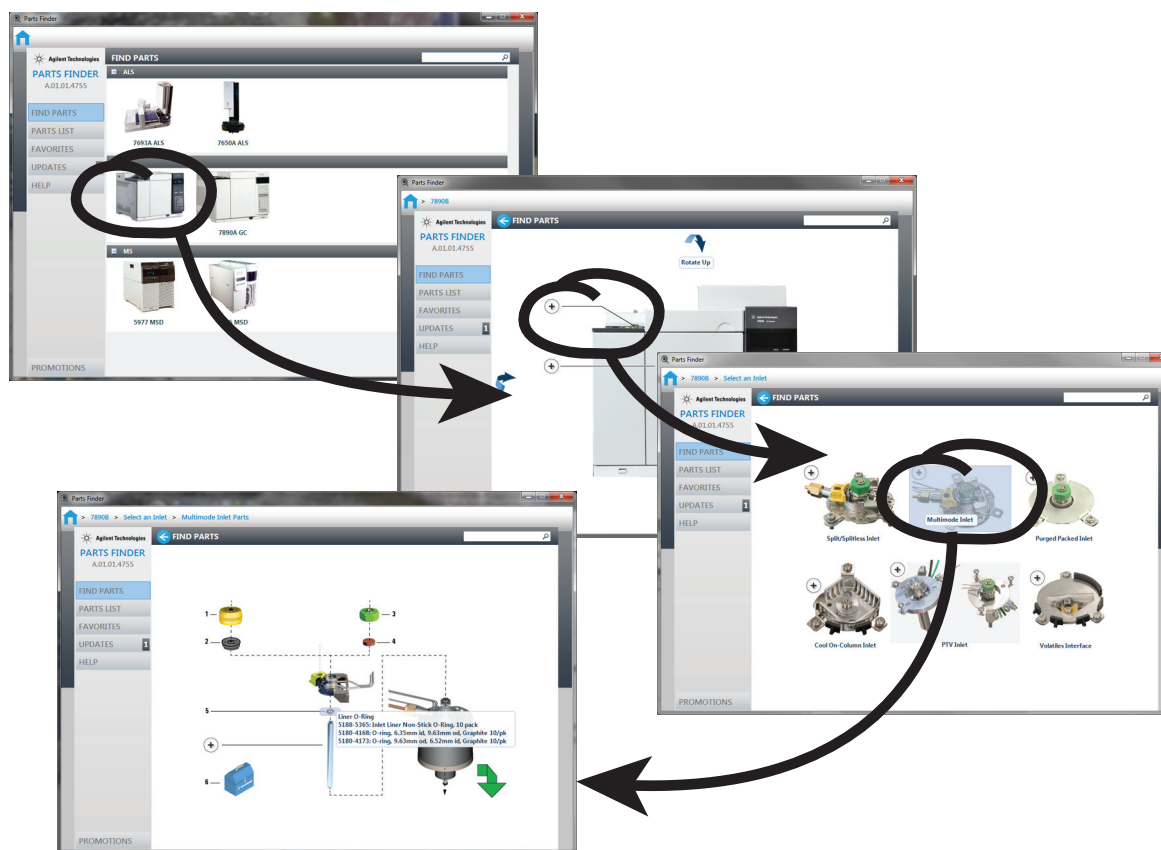 Parts Finder
Agilent Technologies
FIND PARTS
PARTS FINDER
A.01.01.4755
ALS
FIND PARTS
PARTS LIST
FAVORITES
UPDATES
HELP
7693A ALS
7650A ALS
7890A GC
MS
5977 MSD
MSD
PROMOTIONS
Parts Finder
> 7890B
Agilent Technologies
FIND PARTS
PARTS FINDER
A.01.01.4755
Rotate Up
FIND PARTS
PARTS LIST
FAVORITES
UPDATES 1
HELP
Agilent Technologies
Parts Finder
> 7890B > Select an Inlet
Agilent Technologies
FIND PARTS
PARTS FINDER
A.01.01.4755
FIND PARTS
PARTS LIST
FAVORITES
UPDATES 1
HELP
Split/Splitless Inlet
Multimode Inlet
Purged Packed Inlet
Cool On-Column Inlet
PTV Inlet
Volatiles Interface
PROMOTIONS
Parts Finder
> 7890B > Select an Inlet > Multimode Inlet Parts
Agilent Technologies
FIND PARTS
PARTS FINDER
A.01.01.4755
FIND PARTS
PARTS LIST
FAVORITES
UPDATES 1
HELP
1
2
3
4
5
6
Liner O-Ring
5188-5365: Inlet Liner Non-Stick O-Ring, 10 pack
5180-4168: O-ring, 6.35mm id, 9.63mm od, Graphite 10/pk
5180-4173: O-ring, 9.63mm od, 6.52mm id, Graphite 10/pk
PROMOTIONS